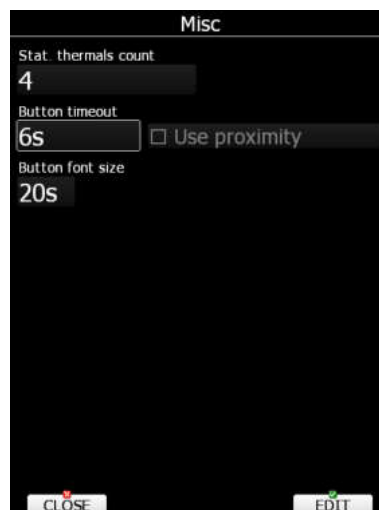 Misc
Stat. thermals count
4
Button timeout
6s
Use proximity
Button font size
20s
CLOSE
EDIT